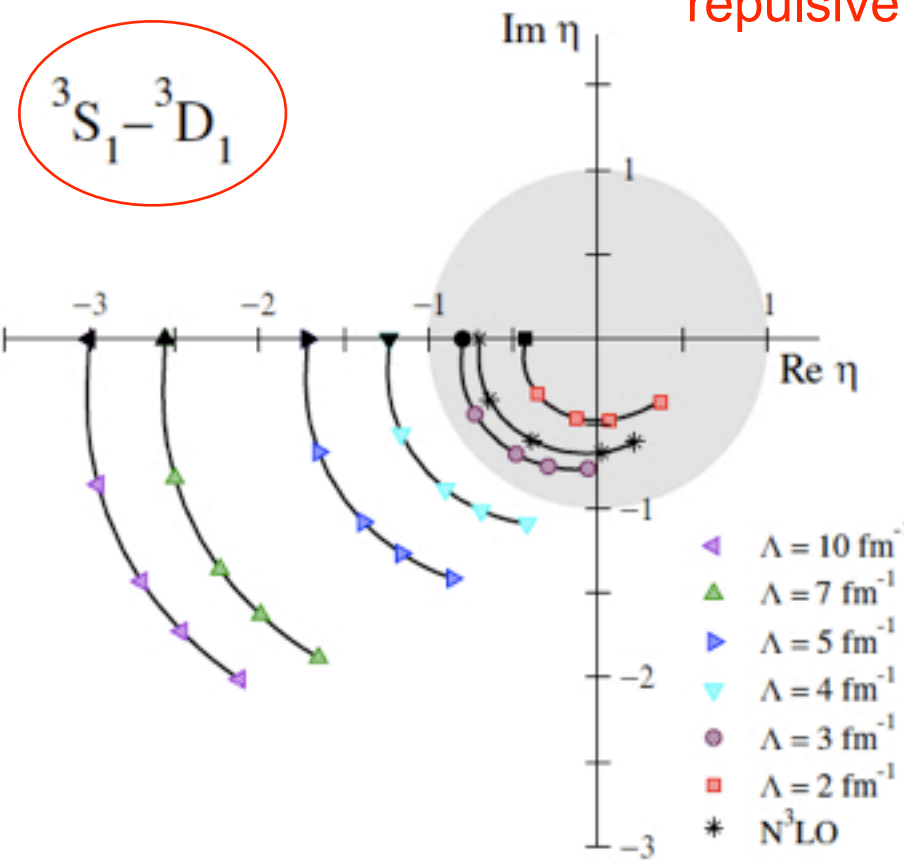 repulsive
Im η
³S₁–³D₁
1
−3
−2
−1
1
Re η
−1
Λ = 10 fm⁻
Λ = 7 fm⁻¹
Λ = 5 fm⁻¹
−2
Λ = 4 fm⁻¹
Λ = 3 fm⁻¹
Λ = 2 fm⁻¹
N³LO
−3